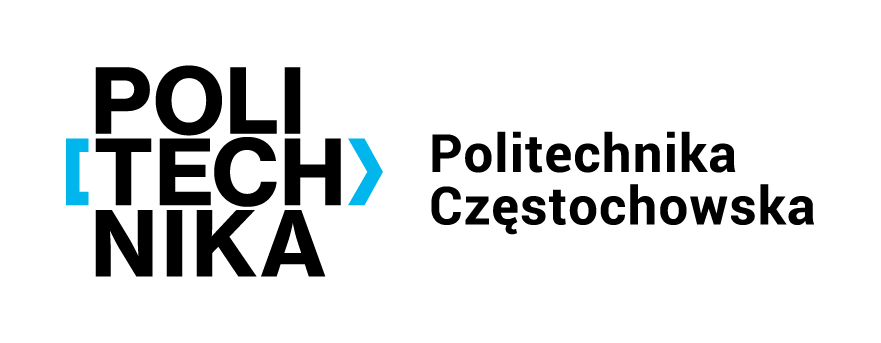 POLI
[TECH>
NIKA
Politechnika
Częstochowska